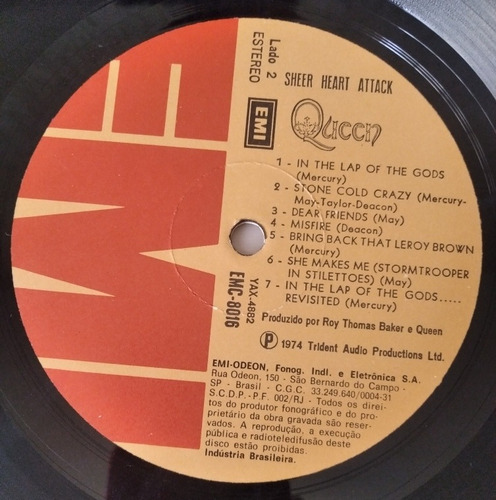 Lado 2
ESTEREO
SHEER HEART ATTACK
EMI
Queen
1 - IN THE LAP OF THE GODS
(Mercury)
2 - STONE COLD CRAZY (Mercury-
May-Taylor-Deacon)
3 - DEAR FRIENDS (May)
4 - MISFIRE (Deacon)
5 - BRING BACK THAT LEROY BROWN
(Mercury)
6 - SHE MAKES ME (STORMTROOPER
IN STILETTOES) (May)
7 - IN THE LAP OF THE GODS.....
REVISITED (Mercury)
YAX-4882
EMC-8016
Produzido por Roy Thomas Baker e Queen
Ⓟ 1974 Trident Audio Productions Ltd.
EMI-ODEON, Fonog. Indl. e Eletrônica S.A.
Rua Odeon, 150 - São Bernardo do Campo -
SP - Brasil - C.G.C. 33.249.640/0004-31
S.C.D.P.-P.F. 002/RJ - Todos os direi-
tos do produtor fonográfico e do pro-
prietário da obra gravada são reser-
vados. A reprodução, a execução
pública e radioteledifusão deste
disco estão proibidas.
Indústria Brasileira.
EMI